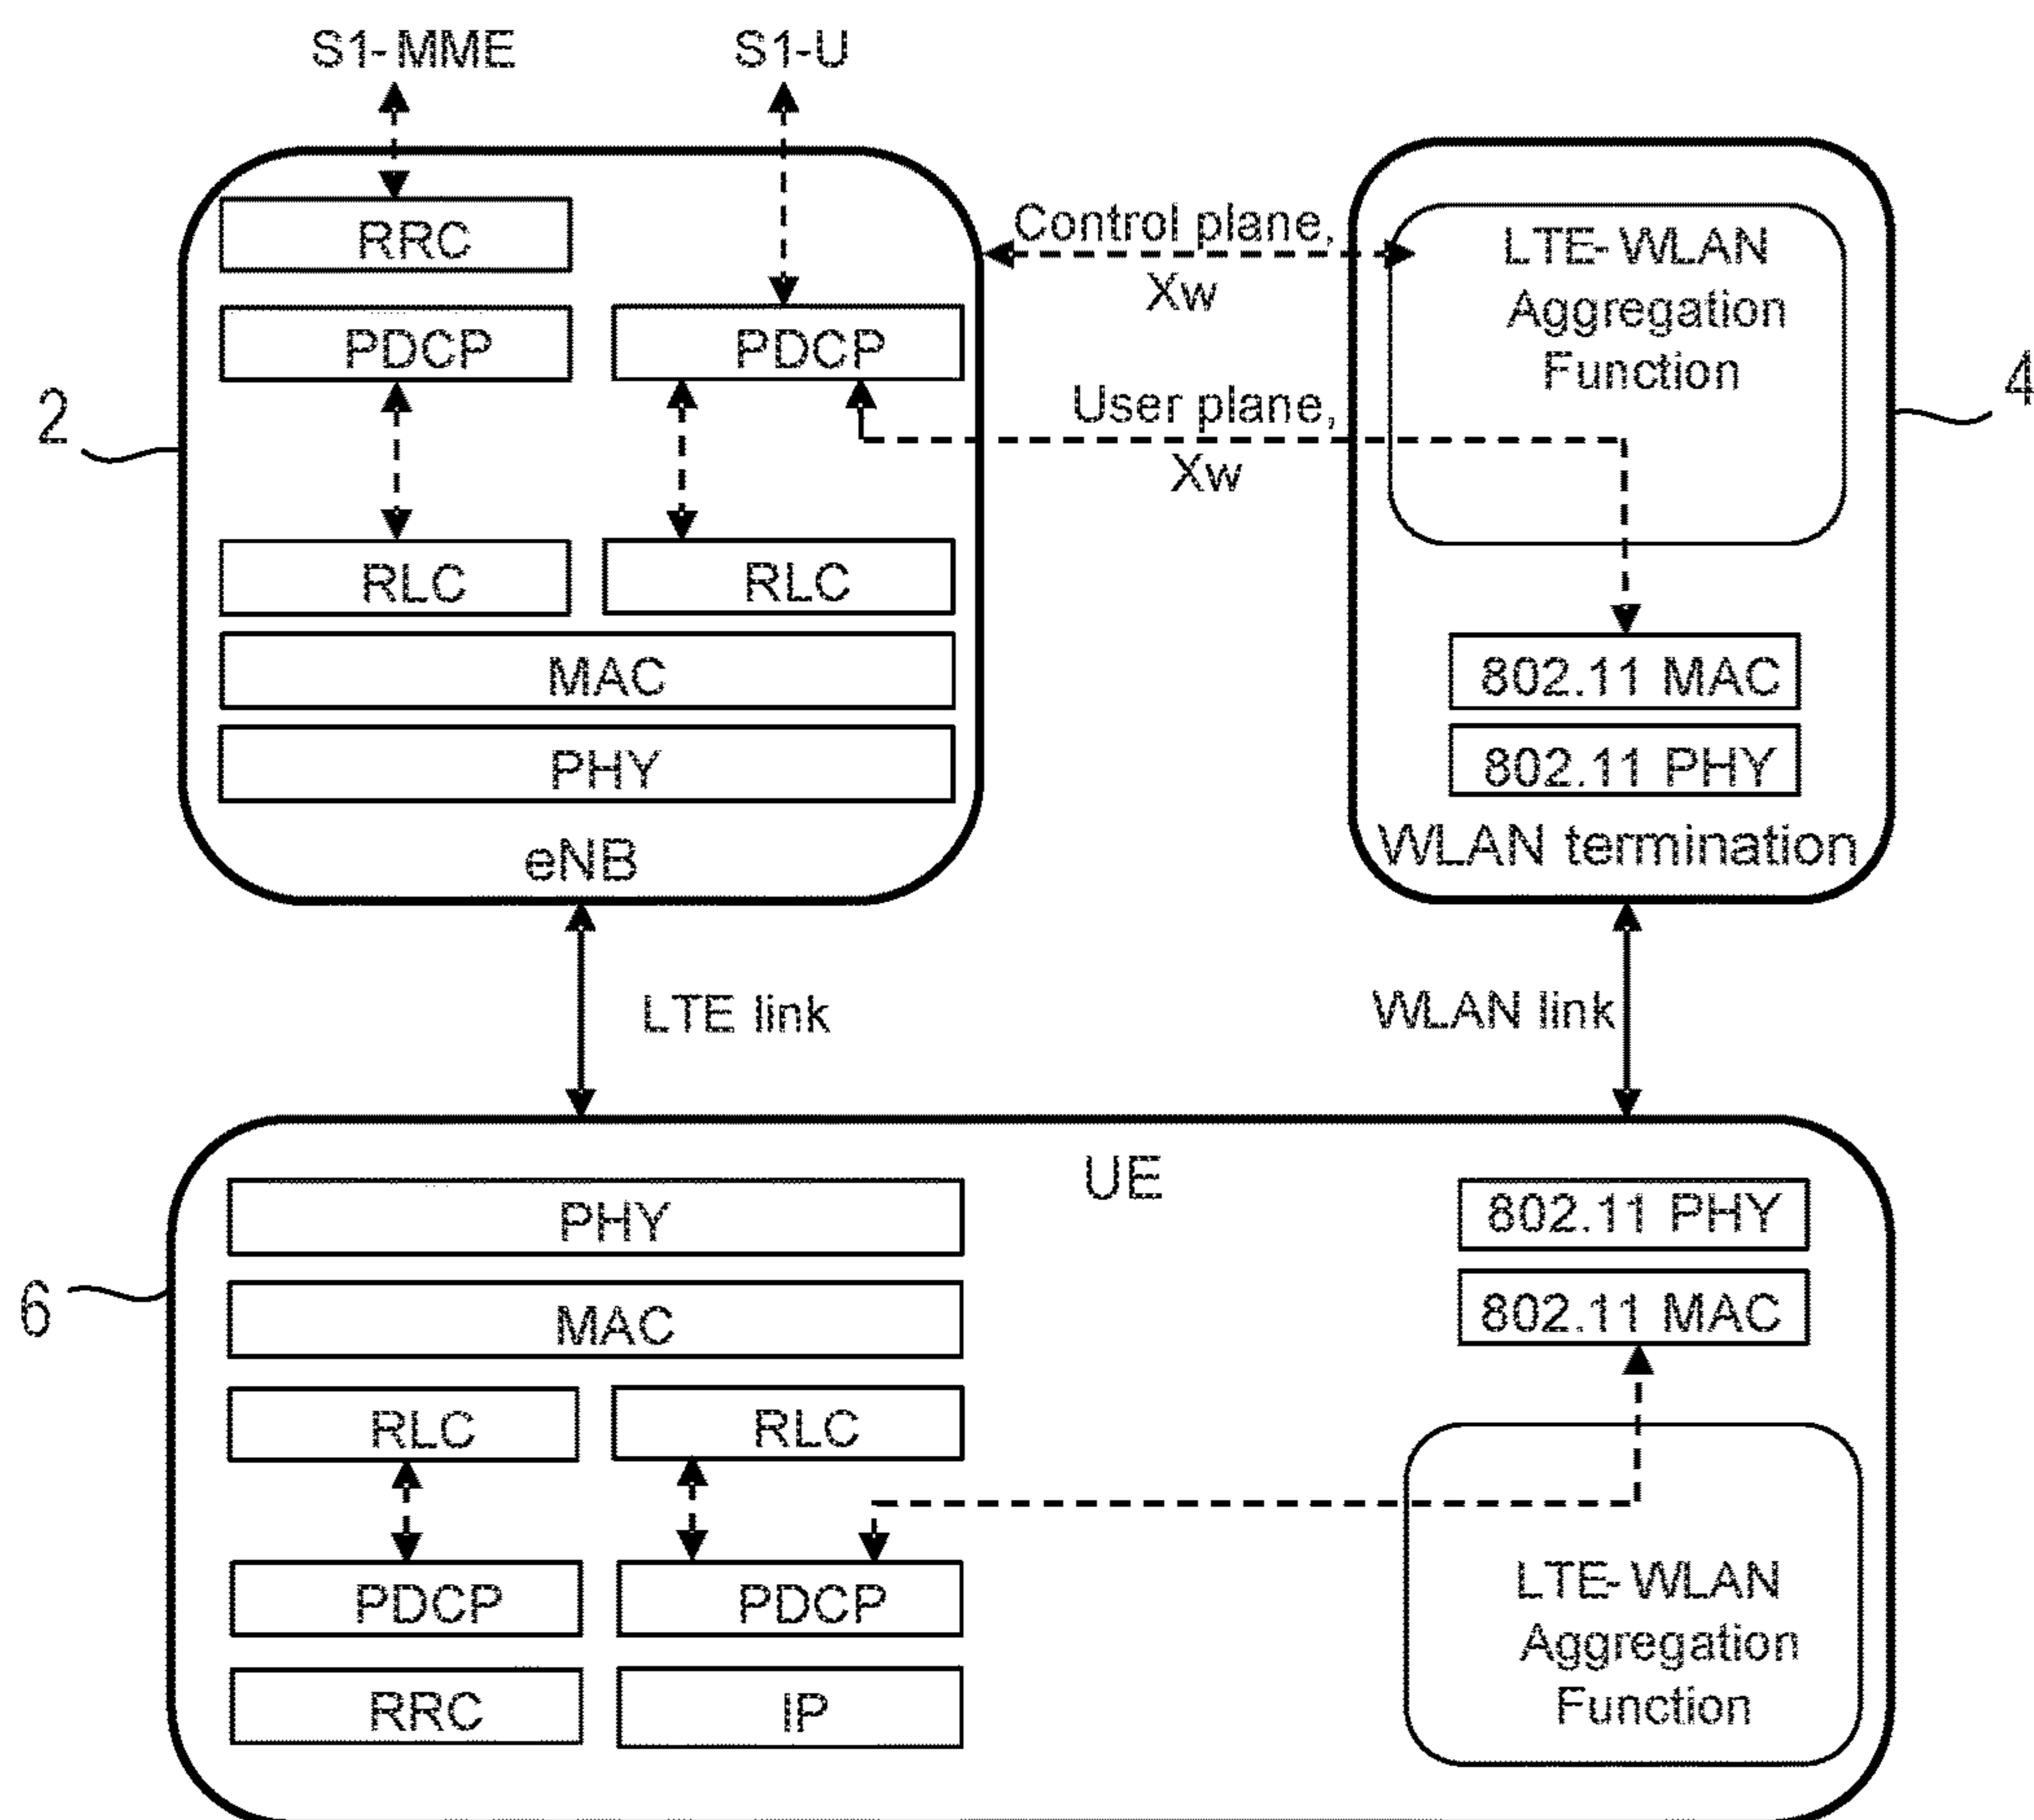 S1-MME
S1-U
RRC
PDCP
PDCP
RLC
RLC
MAC
PHY
eNB
2
Control plane,
Xw
User plane,
Xw
LTE-WLAN
Aggregation
Function
802.11 MAC
802.11 PHY
WLAN termination
4
LTE link
WLAN link
UE
PHY
MAC
RLC
RLC
PDCP
PDCP
RRC
IP
6
802.11 PHY
802.11 MAC
LTE-WLAN
Aggregation
Function